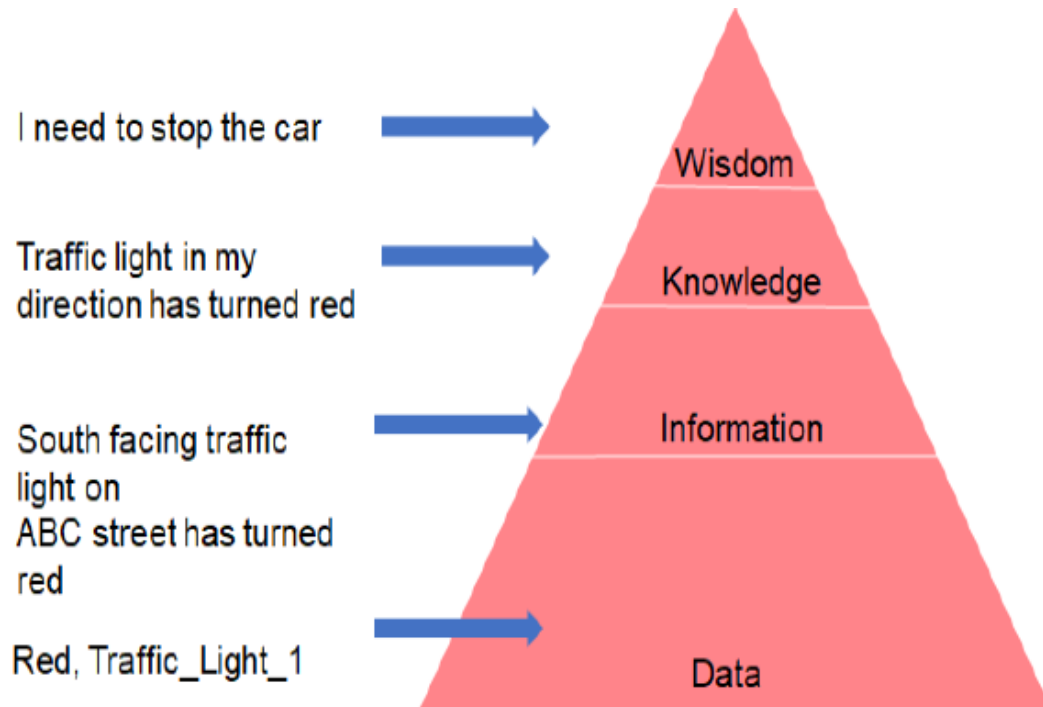 I need to stop the car
Wisdom
Traffic light in my
direction has turned red
Knowledge
South facing traffic
light on
ABC street has turned
red
Information
Red, Traffic_Light_1
Data